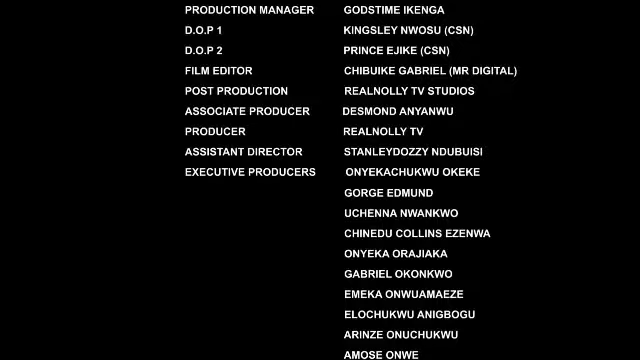 PRODUCTION MANAGER GODSTIME IKENGA
D.O.P 1 KINGSLEY NWOSU (CSN)
D.O.P 2 PRINCE EJIKE (CSN)
FILM EDITOR CHIBUIKE GABRIEL (MR DIGITAL)
POST PRODUCTION REALNOLLY TV STUDIOS
ASSOCIATE PRODUCER DESMOND ANYANWU
PRODUCER REALNOLLY TV
ASSISTANT DIRECTOR STANLEYDOZZY NDUBUISI
EXECUTIVE PRODUCERS ONYEKACHUKWU OKEKE
GORGE EDMUND
UCHENNA NWANKWO
CHINEDU COLLINS EZENWA
ONYEKA ORAJIAKA
GABRIEL OKONKWO
EMEKA ONWUAMAEZE
ELOCHUKWU ANIGBOGU
ARINZE ONUCHUKWU
AMOSE ONWE